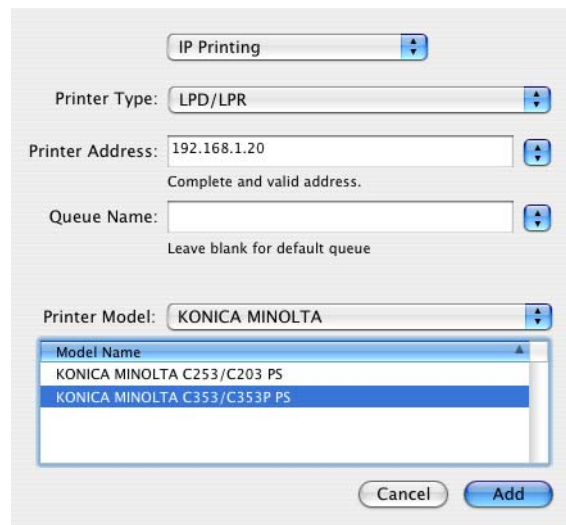 IP Printing
Printer Type: LPD/LPR
Printer Address: 192.168.1.20
Complete and valid address.
Queue Name:
Leave blank for default queue
Printer Model: KONICA MINOLTA
Model Name
KONICA MINOLTA C253/C203 PS
KONICA MINOLTA C353/C353P PS
Cancel Add